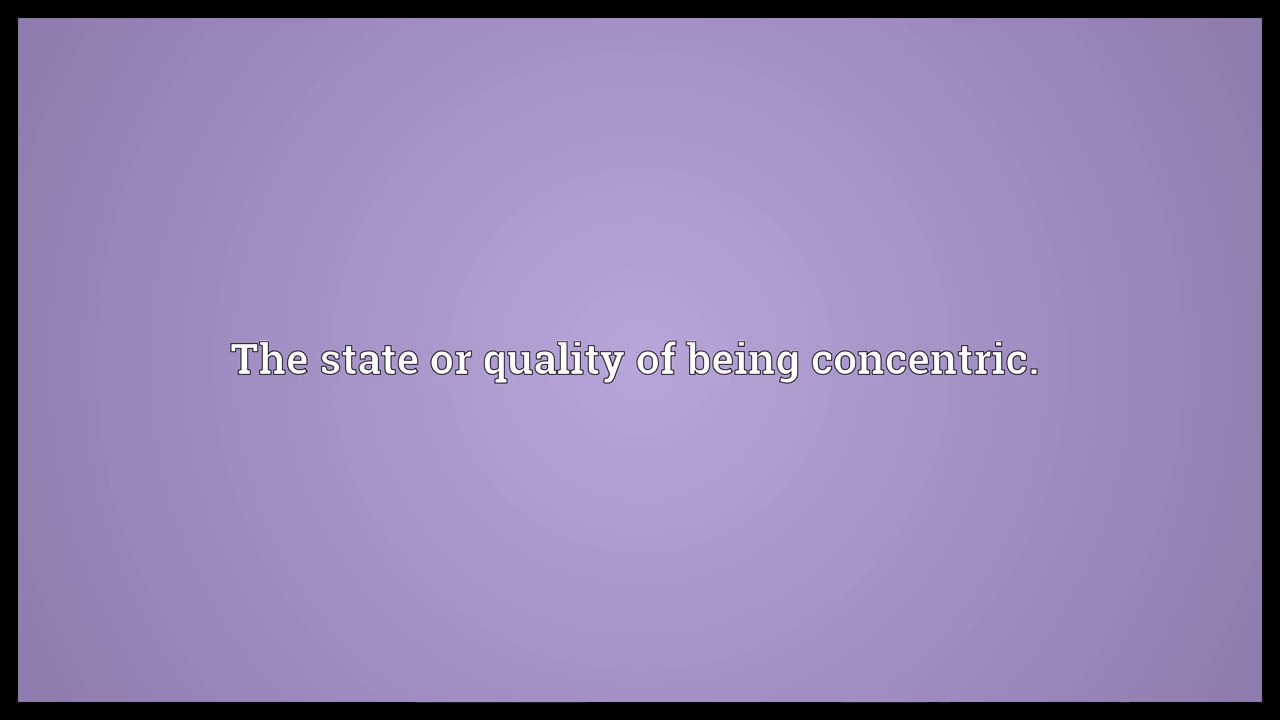 The state or quality of being concentric.